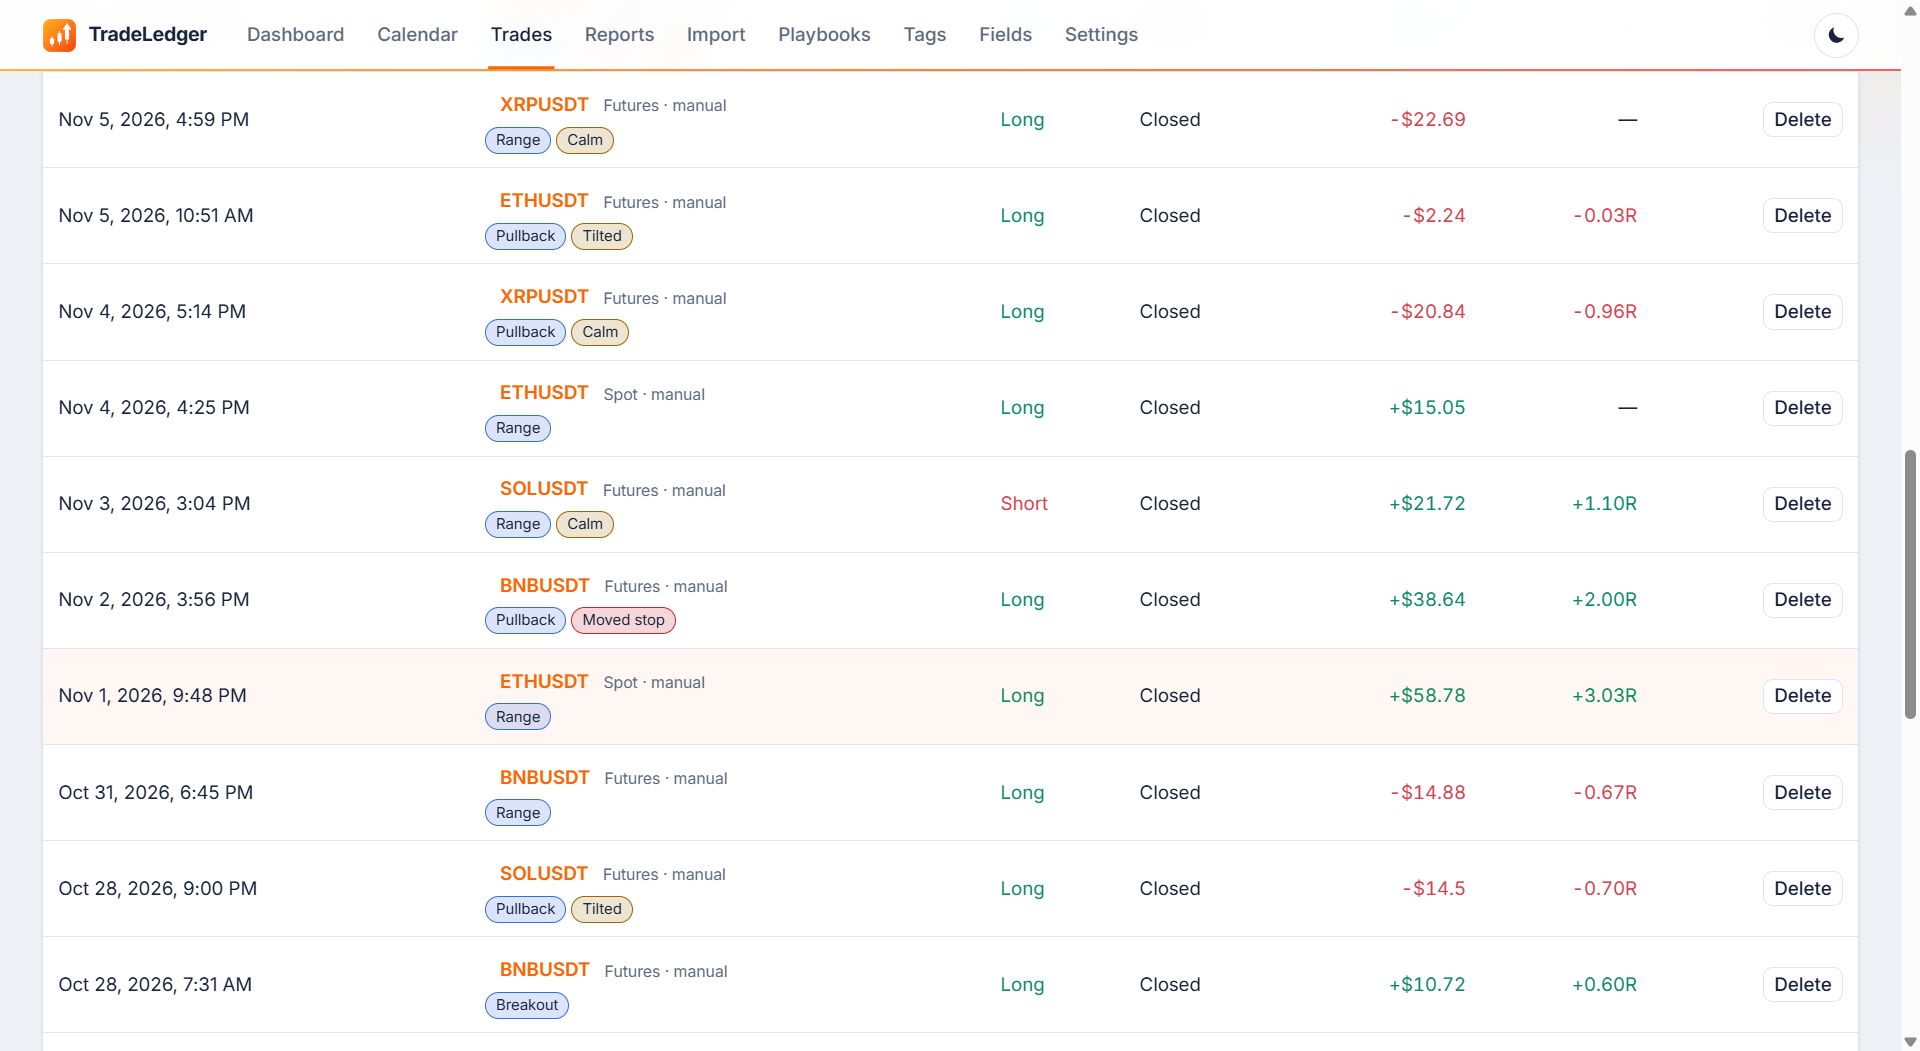 TradeLedger Dashboard Calendar Trades Reports Import Playbooks Tags Fields Settings
Nov 5, 2026, 4:59 PM XRPUSDT Futures · manual Long Closed -$22.69 — Delete
Range Calm
Nov 5, 2026, 10:51 AM ETHUSDT Futures · manual Long Closed -$2.24 -0.03R Delete
Pullback Tilted
Nov 4, 2026, 5:14 PM XRPUSDT Futures · manual Long Closed -$20.84 -0.96R Delete
Pullback Calm
Nov 4, 2026, 4:25 PM ETHUSDT Spot · manual Long Closed +$15.05 — Delete
Range
Nov 3, 2026, 3:04 PM SOLUSDT Futures · manual Short Closed +$21.72 +1.10R Delete
Range Calm
Nov 2, 2026, 3:56 PM BNBUSDT Futures · manual Long Closed +$38.64 +2.00R Delete
Pullback Moved stop
Nov 1, 2026, 9:48 PM ETHUSDT Spot · manual Long Closed +$58.78 +3.03R Delete
Range
Oct 31, 2026, 6:45 PM BNBUSDT Futures · manual Long Closed -$14.88 -0.67R Delete
Range
Oct 28, 2026, 9:00 PM SOLUSDT Futures · manual Long Closed -$14.5 -0.70R Delete
Pullback Tilted
Oct 28, 2026, 7:31 AM BNBUSDT Futures · manual Long Closed +$10.72 +0.60R Delete
Breakout